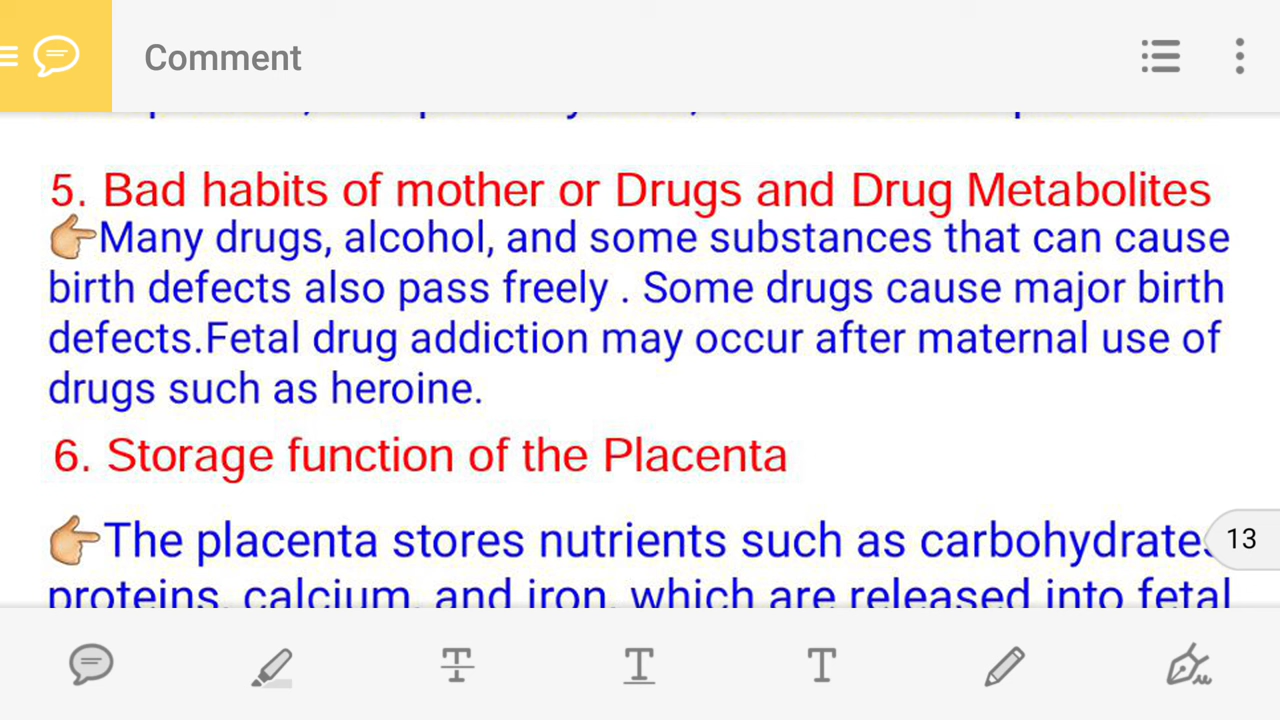 Comment
5. Bad habits of mother or Drugs and Drug Metabolites
👉Many drugs, alcohol, and some substances that can cause
birth defects also pass freely . Some drugs cause major birth
defects.Fetal drug addiction may occur after maternal use of
drugs such as heroine.
6. Storage function of the Placenta
👉The placenta stores nutrients such as carbohydrates
13
proteins, calcium, and iron, which are released into fetal